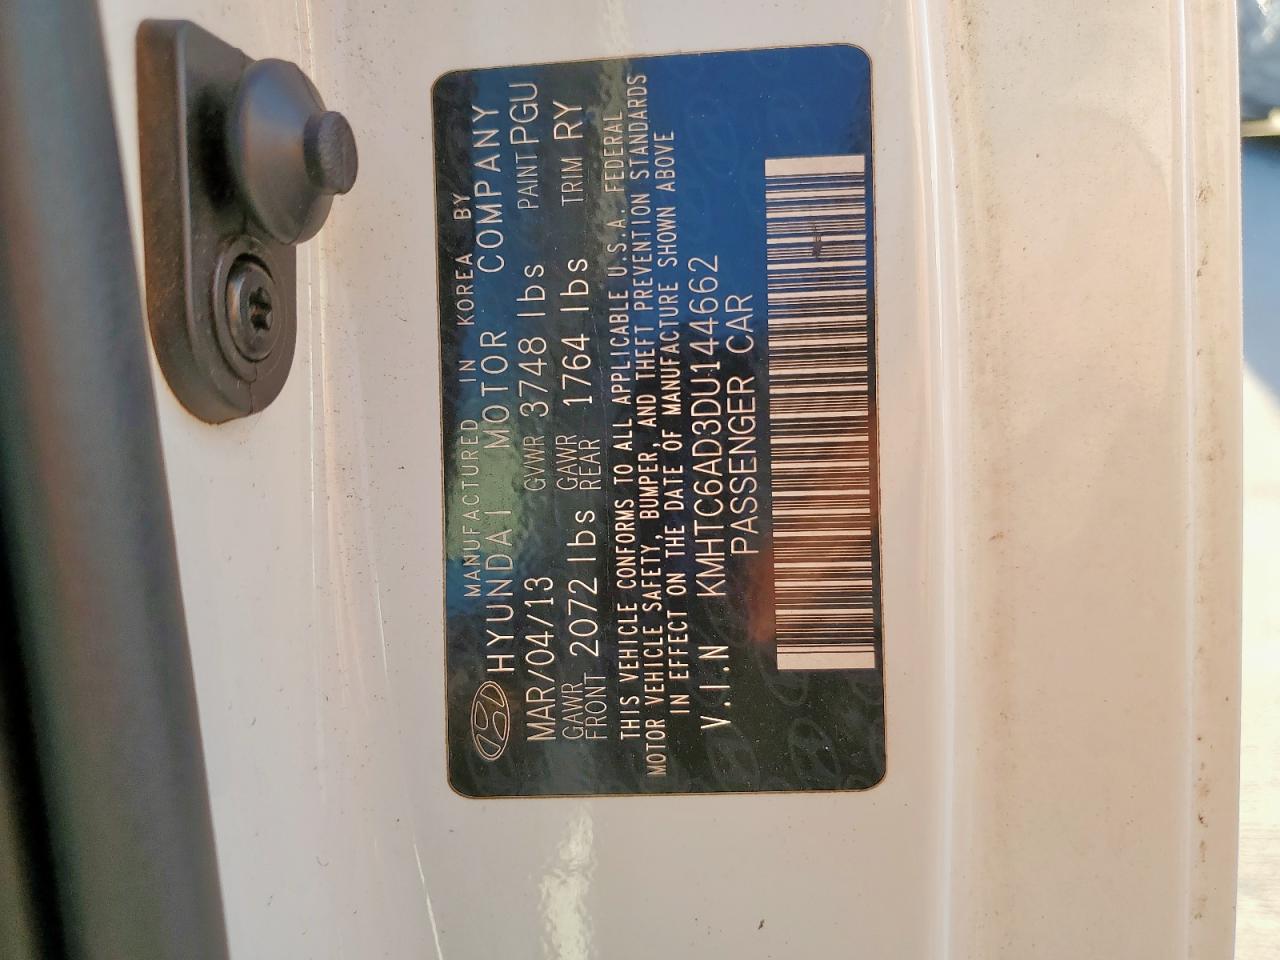 MANUFACTURED IN KOREA BY
HYUNDAI MOTOR COMPANY
MAR/04/13 GVWR 3748 lbs PAINT PGU
GAWR FRONT 2072 lbs GAWR REAR 1764 lbs TRIM RY
THIS VEHICLE CONFORMS TO ALL APPLICABLE U.S.A. FEDERAL
MOTOR VEHICLE SAFETY, BUMPER, AND THEFT PREVENTION STANDARDS
IN EFFECT ON THE DATE OF MANUFACTURE SHOWN ABOVE
V.I.N KMHTC6AD3DU144662
PASSENGER CAR